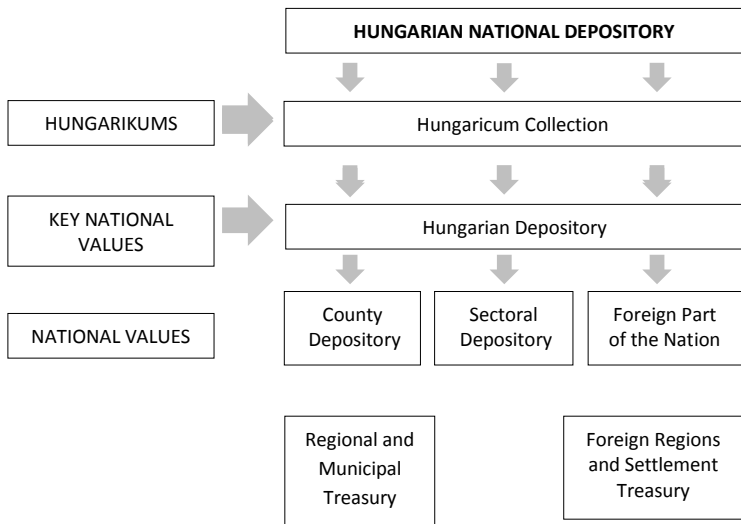 HUNGARIAN NATIONAL DEPOSITORY
HUNGARIKUMS
Hungaricum Collection
KEY NATIONAL
VALUES
Hungarian Depository
NATIONAL VALUES
County
Depository
Sectoral
Depository
Foreign Part
of the Nation
Regional and
Municipal
Treasury
Foreign Regions
and Settlement
Treasury